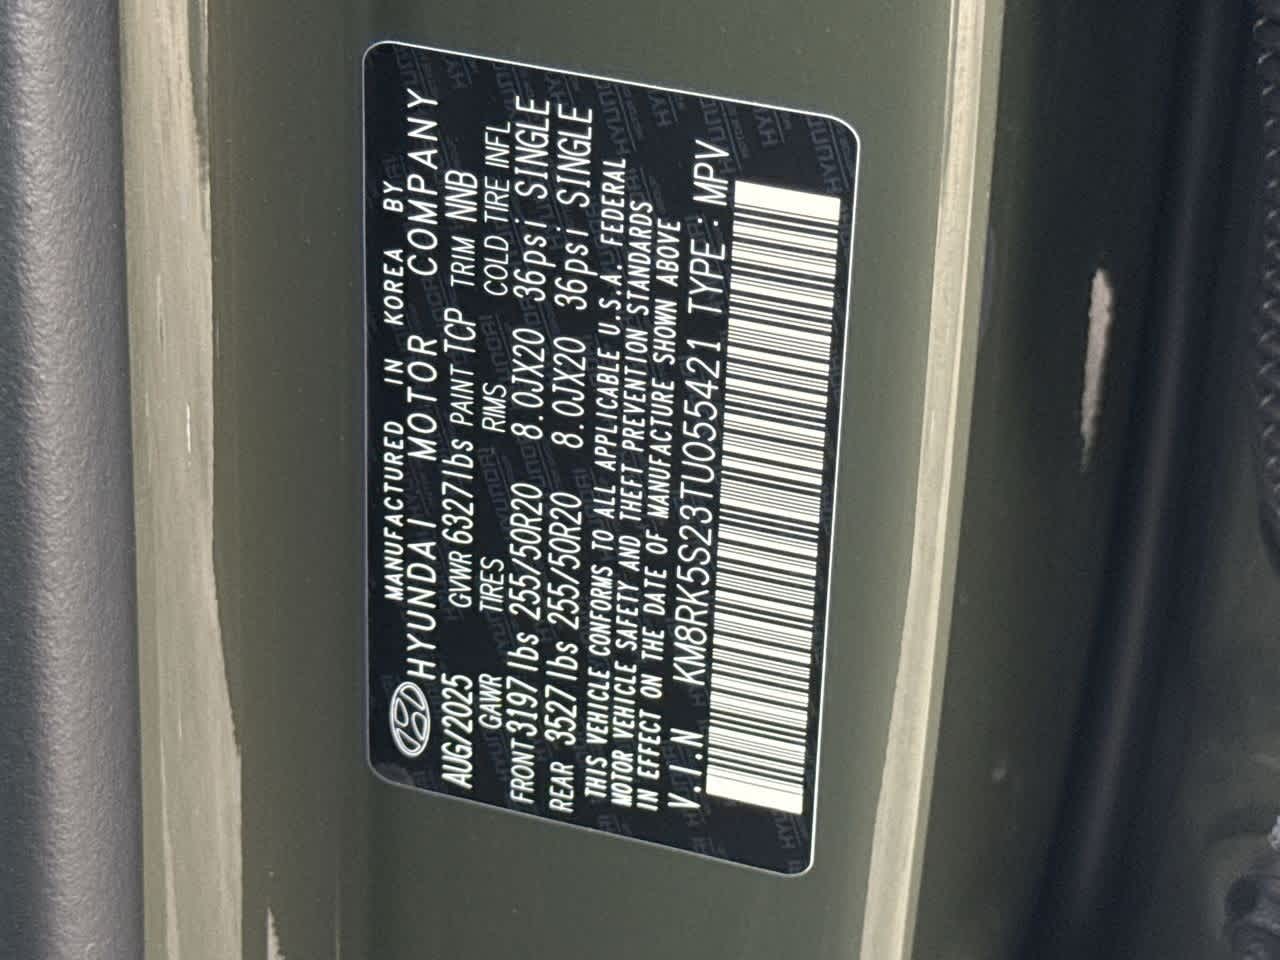 MANUFACTURED IN KOREA BY
HYUNDAI MOTOR COMPANY
AUG/2025 GVWR 6327lbs PAINT TCP TRIM NNB
GAWR TIRES RIMS COLD TIRE INFL
FRONT 3197lbs 255/50R20 8.0JX20 36psi SINGLE
REAR 3527lbs 255/50R20 8.0JX20 36psi SINGLE
THIS VEHICLE CONFORMS TO ALL APPLICABLE U.S.A. FEDERAL
MOTOR VEHICLE SAFETY AND THEFT PREVENTION STANDARDS
IN EFFECT ON THE DATE OF MANUFACTURE SHOWN ABOVE
V.I.N KM8RK5S23TU055421 TYPE : MPV